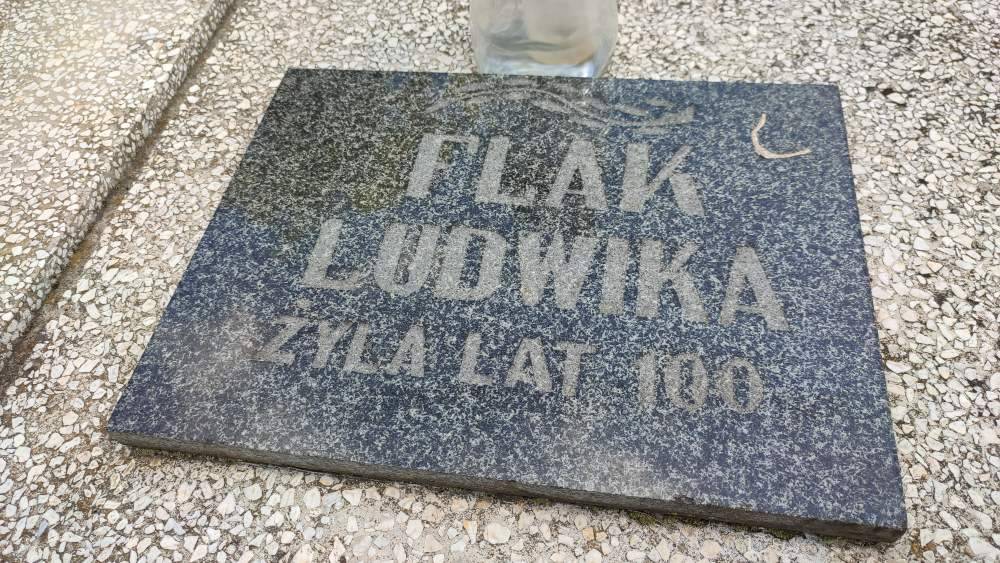 FLAK
LUDWIKA
ŻYŁA LAT 100